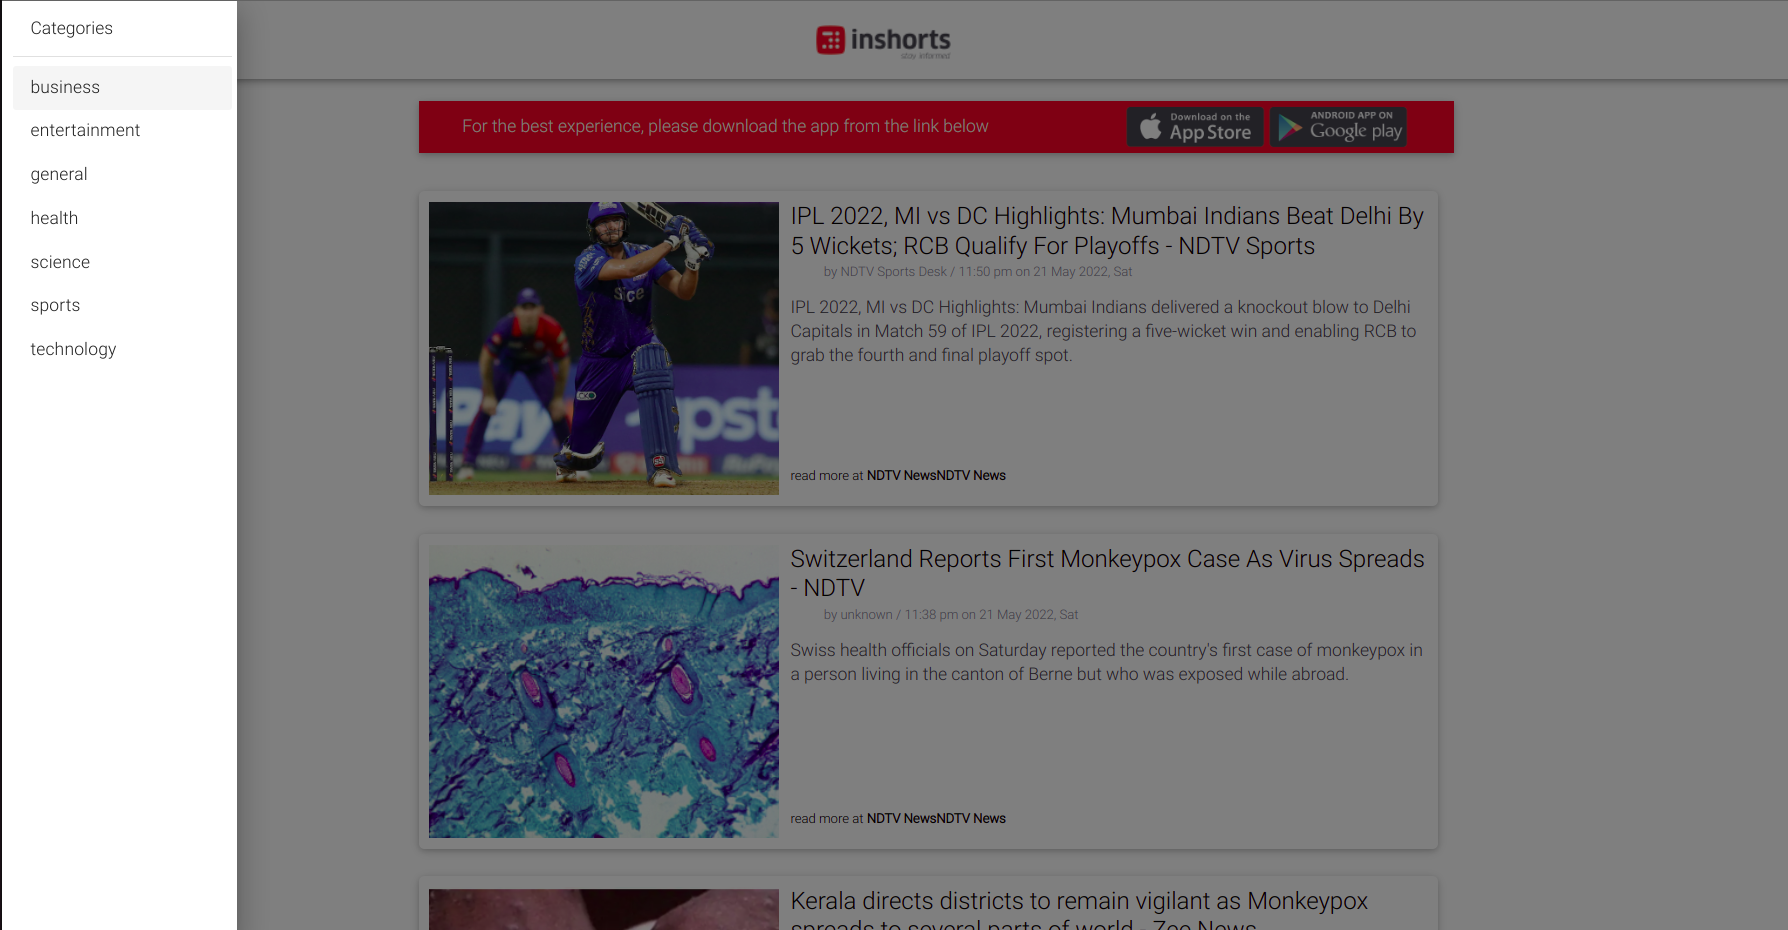 Categories
business
entertainment
general
health
science
sports
technology
inshorts
stay informed
For the best experience, please download the app from the link below
Download on the
App Store
ANDROID APP ON
Google play
IPL 2022, MI vs DC Highlights: Mumbai Indians Beat Delhi By
5 Wickets; RCB Qualify For Playoffs - NDTV Sports
by NDTV Sports Desk / 11:50 pm on 21 May 2022, Sat
IPL 2022, MI vs DC Highlights: Mumbai Indians delivered a knockout blow to Delhi
Capitals in Match 59 of IPL 2022, registering a five-wicket win and enabling RCB to
grab the fourth and final playoff spot.
read more at NDTV NewsNDTV News
Switzerland Reports First Monkeypox Case As Virus Spreads
- NDTV
by unknown / 11:38 pm on 21 May 2022, Sat
Swiss health officials on Saturday reported the country's first case of monkeypox in
a person living in the canton of Berne but who was exposed while abroad.
read more at NDTV NewsNDTV News
Kerala directs districts to remain vigilant as Monkeypox
spreads to several parts of world - Zee News